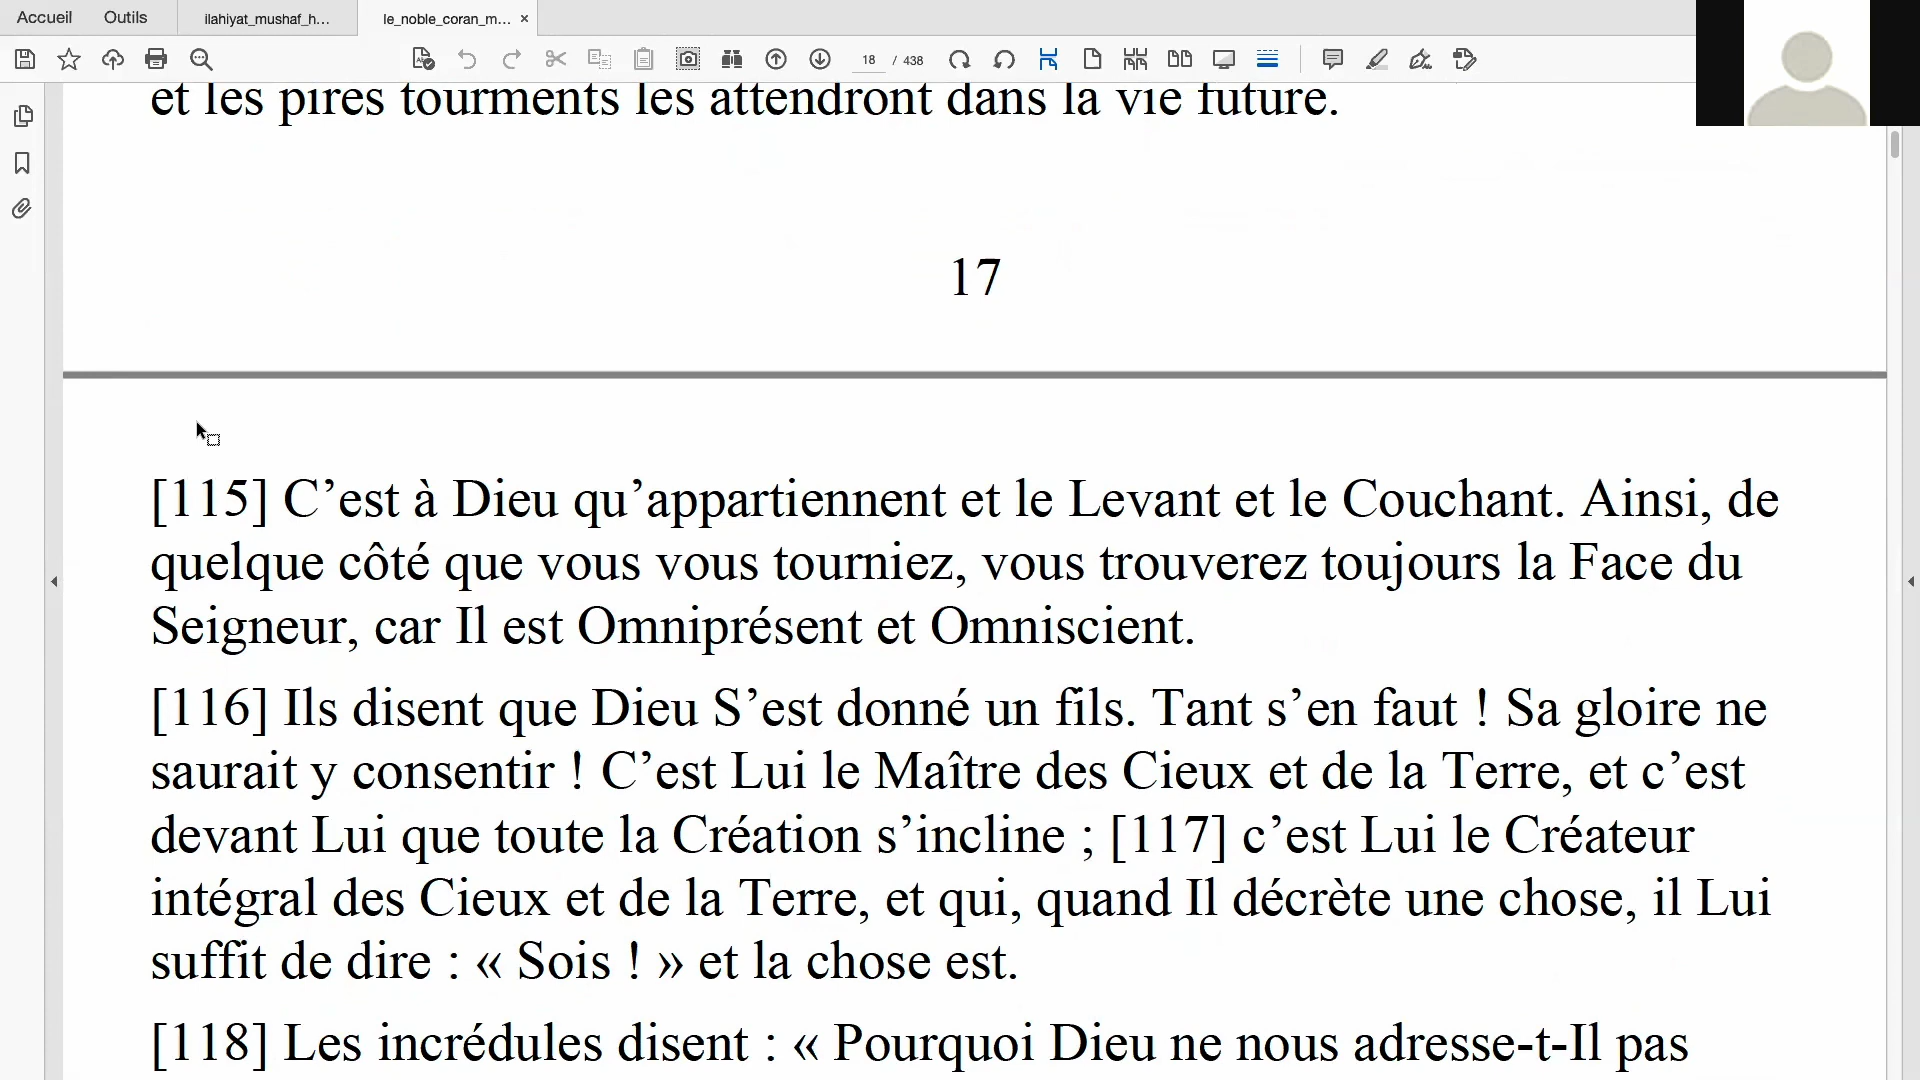 Accueil Outils ilahiyat_mushaf_h... le_noble_coran_m... ×
18 / 438
et les pires tourments les attendront dans la vie future.
17
[115] C’est à Dieu qu’appartiennent et le Levant et le Couchant. Ainsi, de
quelque côté que vous vous tourniez, vous trouverez toujours la Face du
Seigneur, car Il est Omniprésent et Omniscient.
[116] Ils disent que Dieu S’est donné un fils. Tant s’en faut ! Sa gloire ne
saurait y consentir ! C’est Lui le Maître des Cieux et de la Terre, et c’est
devant Lui que toute la Création s’incline ; [117] c’est Lui le Créateur
intégral des Cieux et de la Terre, et qui, quand Il décrète une chose, il Lui
suffit de dire : « Sois ! » et la chose est.
[118] Les incrédules disent : « Pourquoi Dieu ne nous adresse-t-Il pas